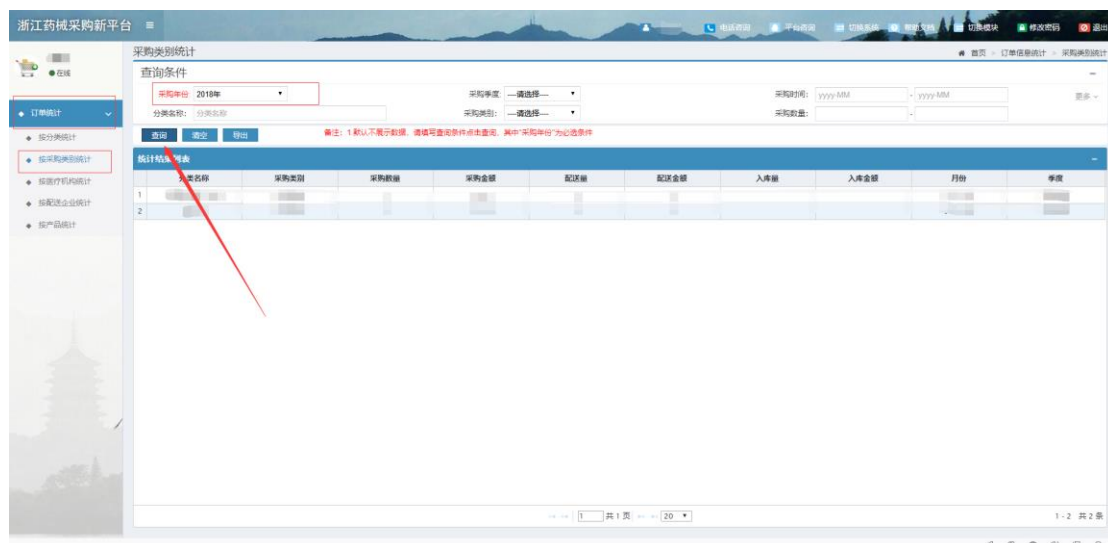 浙江药械采购新平台
电话咨询 平台咨询 切换系统 帮助文档 切换模块 修改密码 退出
在线
采购类别统计
首页 > 订单信息统计 > 采购类别统计
查询条件 −
采购年份: 2018年 采购季度: —请选择— 采购时间: yyyy-MM - yyyy-MM 更多
分类名称: 分类名称 采购类别: —请选择— 采购数量: -
查询 清空 导出 备注: 1.默认不展示数据，请填写查询条件点击查询，其中“采购年份”为必选条件
订单统计
按分类统计
按采购类别统计
按医疗机构统计
按配送企业统计
按产品统计
统计结果列表 −
分类名称 采购类别 采购数量 采购金额 配送量 配送金额 入库量 入库金额 月份 季度
1
2
1 共 1 页 20 1 - 2 共 2 条